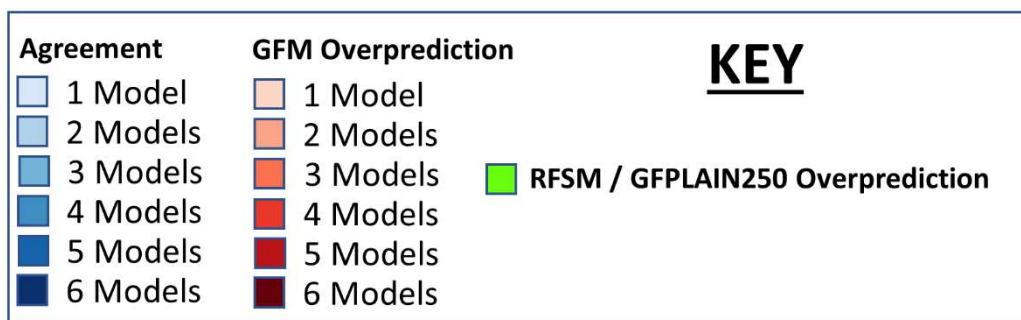 Agreement
1 Model
2 Models
3 Models
4 Models
5 Models
6 Models
GFM Overprediction
1 Model
2 Models
3 Models
4 Models
5 Models
6 Models
KEY
RFSM / GFPLAIN250 Overprediction